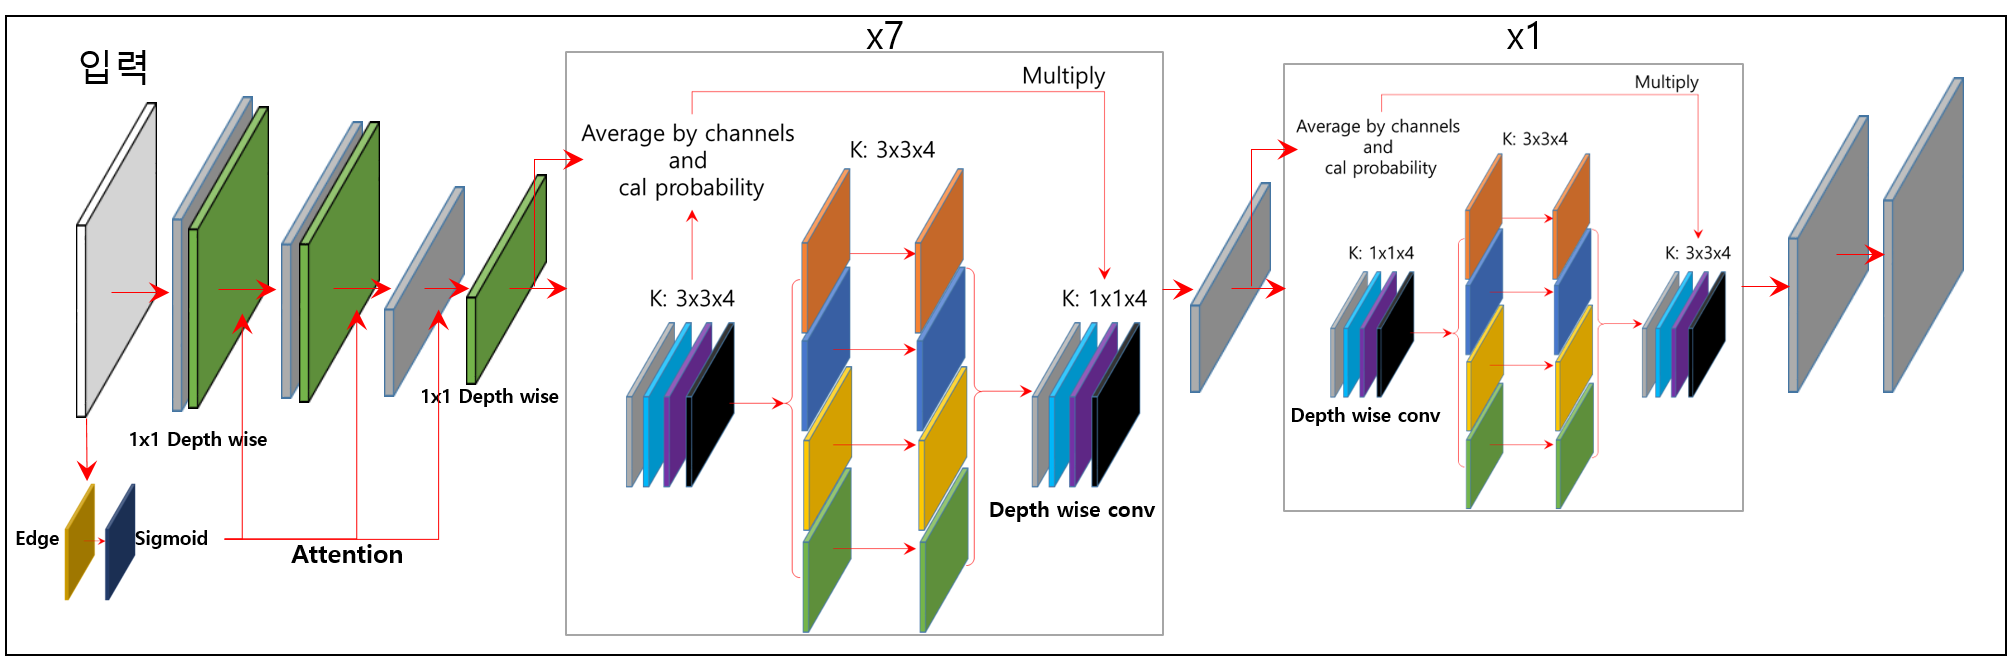 입력
1x1 Depth wise
Edge
Sigmoid
Attention
1x1 Depth wise
x7
Multiply
Average by channels
and
cal probability
K: 3x3x4
K: 3x3x4
K: 1x1x4
Depth wise conv
x1
Multiply
Average by channels
and
cal probability
K: 3x3x4
K: 1x1x4
K: 3x3x4
Depth wise conv